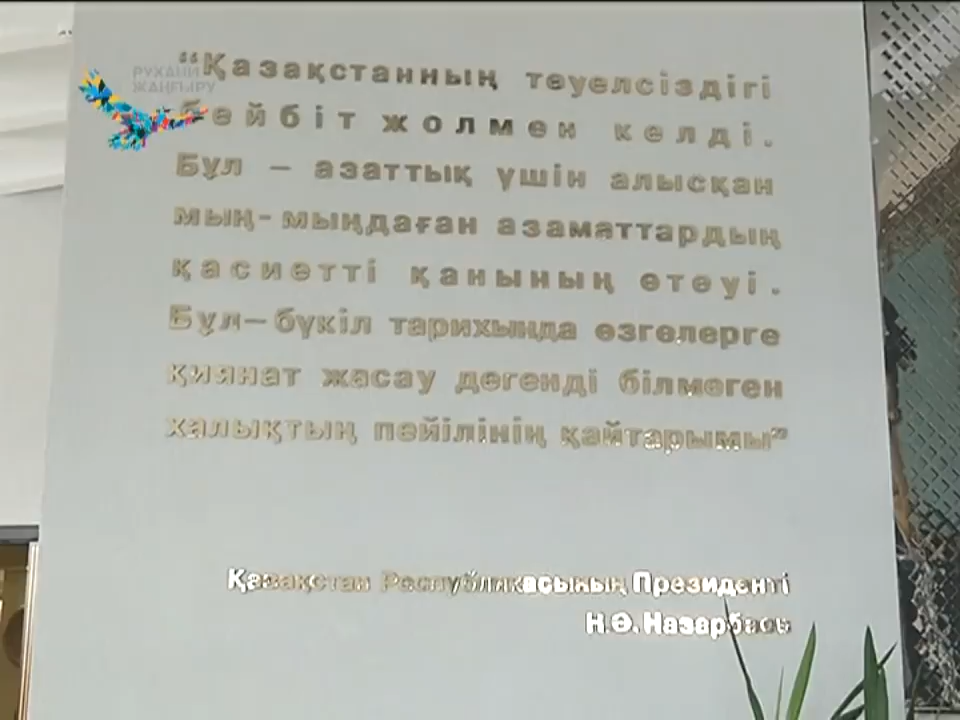 РУХАНИ
ЖАҢҒЫРУ
“Қазақстанның тәуелсіздігі
бейбіт жолмен келді.
Бұл – азаттық үшін алысқан
мың-мыңдаған азаматтардың
қасиетті қанының өтеуі.
Бұл–бүкіл тарихында өзгелерге
қиянат жасау дегенді білмеген
халықтың пейілінің қайтарымы”
Қазақстан Республикасының Президенті
Н.Ә.Назарбаев